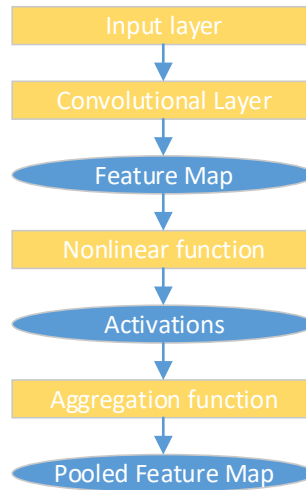 Input layer
Convolutional Layer
Feature Map
Nonlinear function
Activations
Aggregation function
Pooled Feature Map